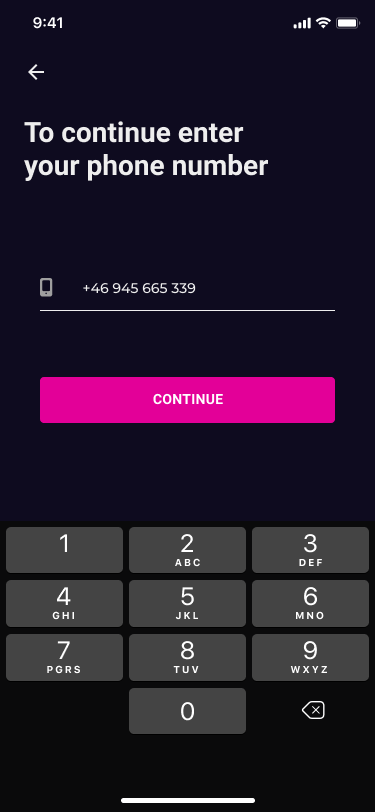 9:41
To continue enter
your phone number
+46 945 665 339
CONTINUE
1 2 3
ABC DEF
4 5 6
GHI JKL MNO
7 8 9
PGRS TUV WXYZ
0